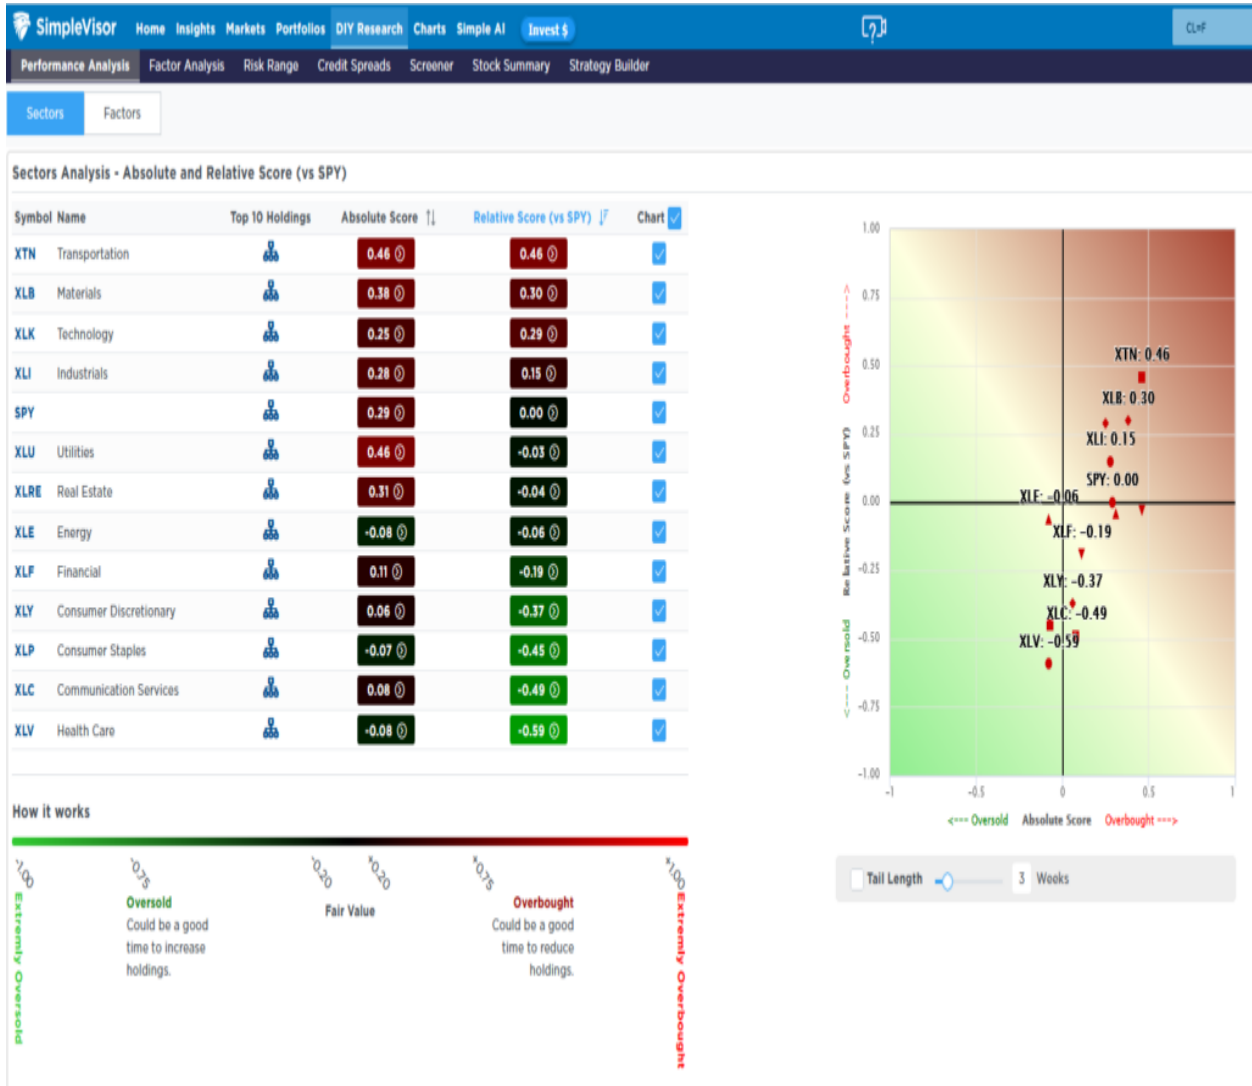 SimpleVisor Home Insights Markets Portfolios DIY Research Charts Simple AI Invest $ CL=F
Performance Analysis Factor Analysis Risk Range Credit Spreads Screener Stock Summary Strategy Builder
Sectors Factors
Sectors Analysis - Absolute and Relative Score (vs SPY)
Symbol Name Top 10 Holdings Absolute Score Relative Score (vs SPY) Chart
XTN Transportation 0.46 0.46
XLB Materials 0.38 0.30
XLK Technology 0.25 0.29
XLI Industrials 0.28 0.15
SPY 0.29 0.00
XLU Utilities 0.46 -0.03
XLRE Real Estate 0.31 -0.04
XLE Energy -0.08 -0.06
XLF Financial 0.11 -0.19
XLY Consumer Discretionary 0.06 -0.37
XLP Consumer Staples -0.07 -0.45
XLC Communication Services 0.08 -0.49
XLV Health Care -0.08 -0.59
How it works
-1.00 -0.75 -0.20 +0.20 +0.75 +1.00
Extremly Oversold
Oversold
Could be a good
time to increase
holdings.
Fair Value
Overbought
Could be a good
time to reduce
holdings.
Extremly Overbought
<--- Oversold Relative Score (vs SPY) Overbought --->
1.00
0.75
0.50
0.25
0.00
-0.25
-0.50
-0.75
-1.00
XTN: 0.46
XLB: 0.30
XLI: 0.15
SPY: 0.00
XLE: -0.06
XLF: -0.19
XLY: -0.37
XLC: -0.49
XLV: -0.59
-1 -0.5 0 0.5 1
<--- Oversold Absolute Score Overbought --->
Tail Length 3 Weeks